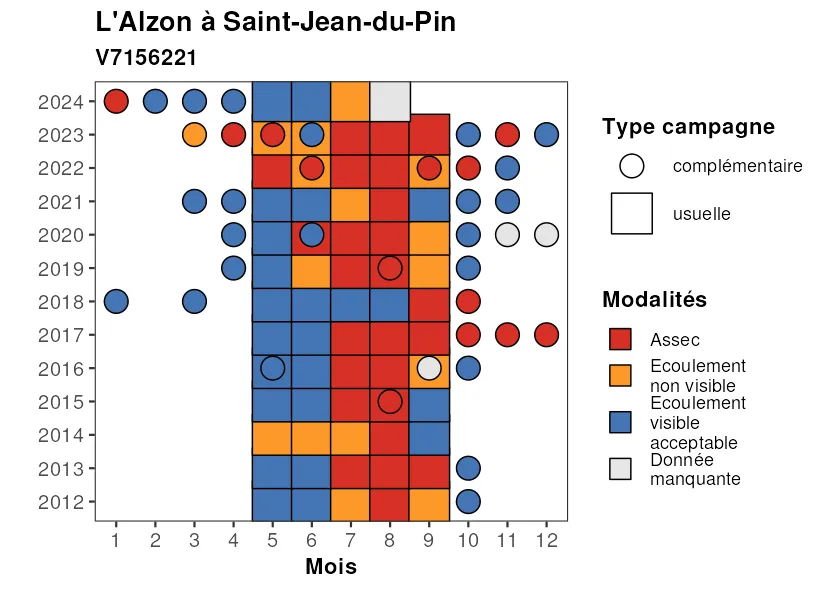 L'Alzon à Saint-Jean-du-Pin
V7156221
2024
2023
2022
2021
2020
2019
2018
2017
2016
2015
2014
2013
2012
1 2 3 4 5 6 7 8 9 10 11 12
Mois
Type campagne
complémentaire
usuelle
Modalités
Assec
Ecoulement
non visible
Ecoulement
visible
acceptable
Donnée
manquante